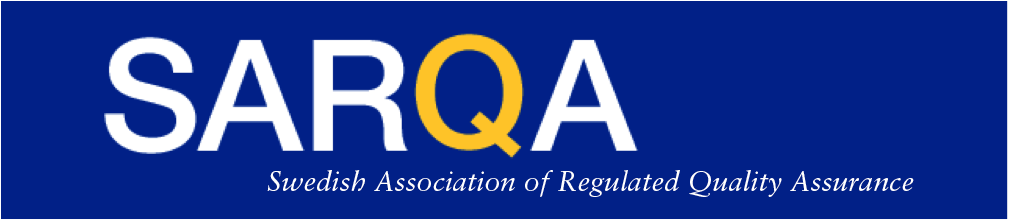 SARQA
Swedish Association of Regulated Quality Assurance